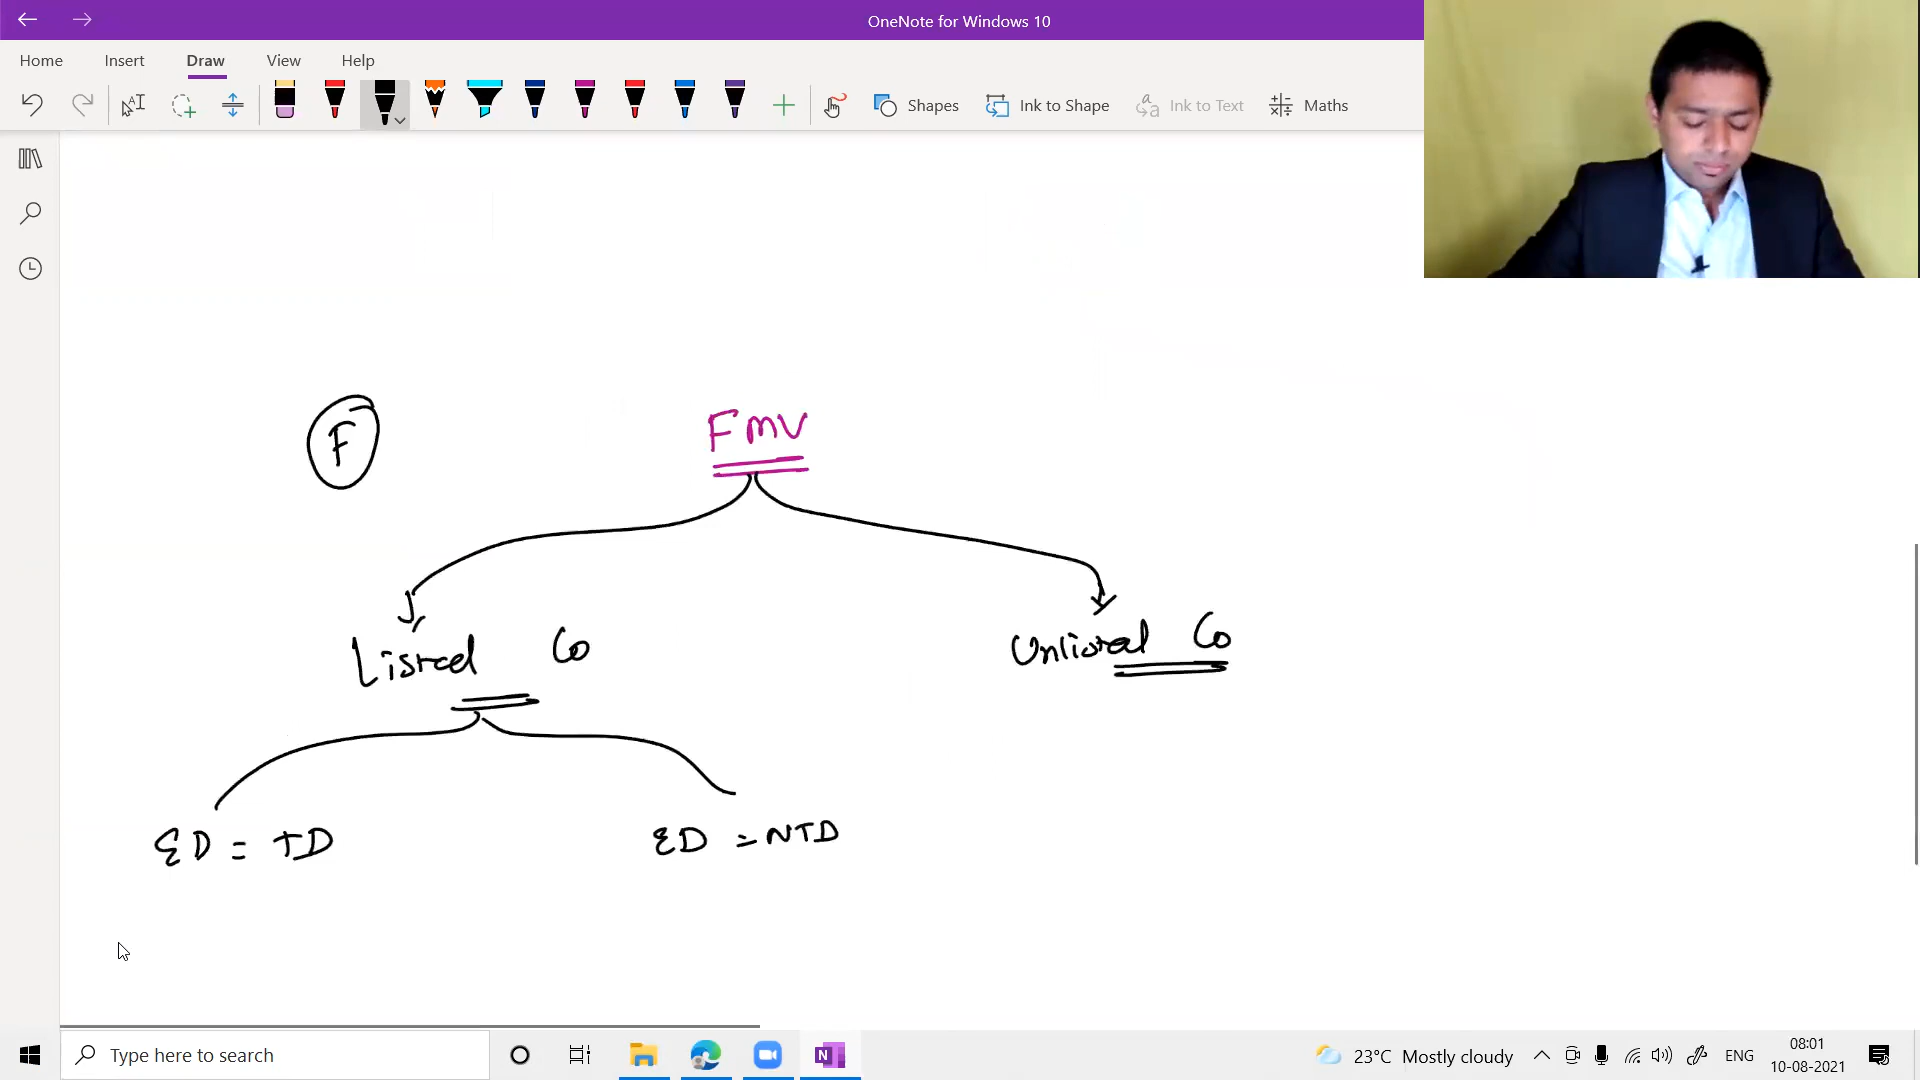 OneNote for Windows 10
Home Insert Draw View Help
Shapes Ink to Shape Ink to Text Maths
F
FMV
Listed Co
Unlisted Co
ED = TD
ED = NTD
Type here to search
23°C Mostly cloudy
ENG
08:01
10-08-2021